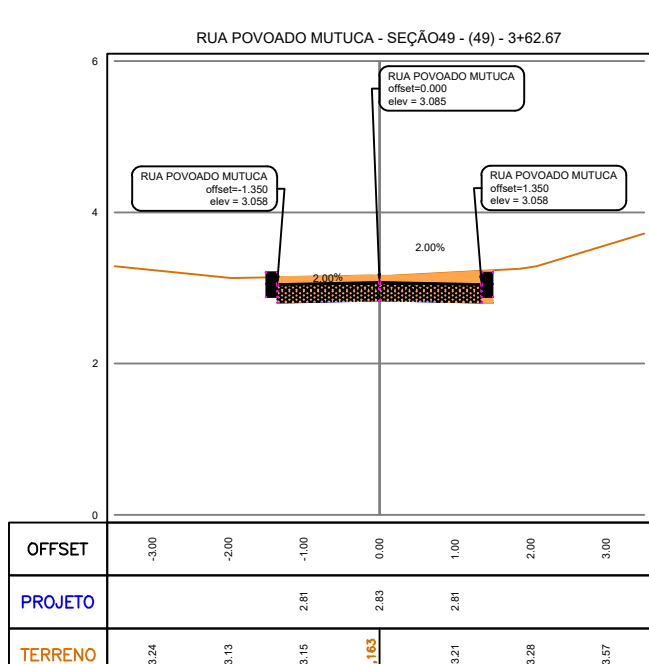 RUA POVOADO MUTUCA - SEÇÃO49 - (49) - 3+62.67
6
RUA POVOADO MUTUCA
offset=0.000
elev = 3.085
RUA POVOADO MUTUCA
offset=-1.350
elev = 3.058
RUA POVOADO MUTUCA
offset=1.350
elev = 3.058
4
2.00%
2.00%
2
0
OFFSET -3.00 -2.00 -1.00 0.00 1.00 2.00 3.00
PROJETO 2.81 2.83 2.81
TERRENO 3.24 3.13 3.15 ,163 3.21 3.28 3.57